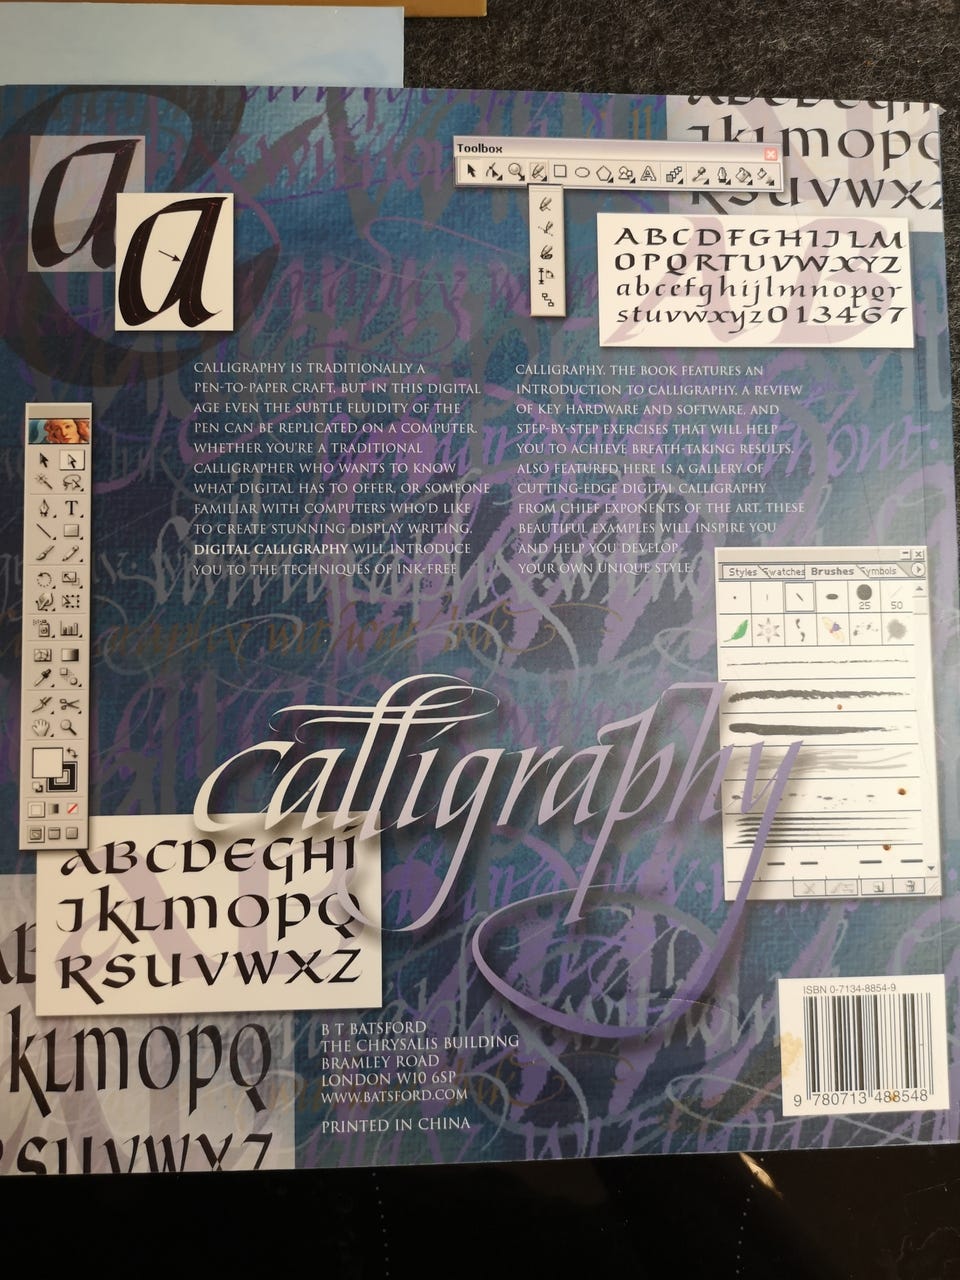 a
a
Toolbox
ABCDEGHI
JKLMOPQ
RSUVWXZ
ABCDFGHIJLM
OPQRTUVWXYZ
abcefghijlmnopqr
stuvwxyz013467
CALLIGRAPHY IS TRADITIONALLY A
PEN-TO-PAPER CRAFT, BUT IN THIS DIGITAL
AGE EVEN THE SUBTLE FLUIDITY OF THE
PEN CAN BE REPLICATED ON A COMPUTER.
WHETHER YOU'RE A TRADITIONAL
CALLIGRAPHER WHO WANTS TO KNOW
WHAT DIGITAL HAS TO OFFER, OR SOMEONE
FAMILIAR WITH COMPUTERS WHO'D LIKE
TO CREATE STUNNING DISPLAY WRITING,
DIGITAL CALLIGRAPHY WILL INTRODUCE
YOU TO THE TECHNIQUES OF INK-FREE
CALLIGRAPHY. THE BOOK FEATURES AN
INTRODUCTION TO CALLIGRAPHY, A REVIEW
OF KEY HARDWARE AND SOFTWARE, AND
STEP-BY-STEP EXERCISES THAT WILL HELP
YOU TO ACHIEVE BREATH-TAKING RESULTS.
ALSO FEATURED HERE IS A GALLERY OF
CUTTING-EDGE DIGITAL CALLIGRAPHY
FROM CHIEF EXPONENTS OF THE ART. THESE
BEAUTIFUL EXAMPLES WILL INSPIRE YOU
AND HELP YOU DEVELOP
YOUR OWN UNIQUE STYLE.
T
Styles Swatches Brushes Symbols
25 50
calligraphy
ABCDEGHI
JKLMOPQ
RSUVWXZ
KLMOPQ
RSUVWXZ
B T BATSFORD
THE CHRYSALIS BUILDING
BRAMLEY ROAD
LONDON W10 6SP
WWW.BATSFORD.COM
PRINTED IN CHINA
ISBN 0-7134-8854-9
9 780713 488548